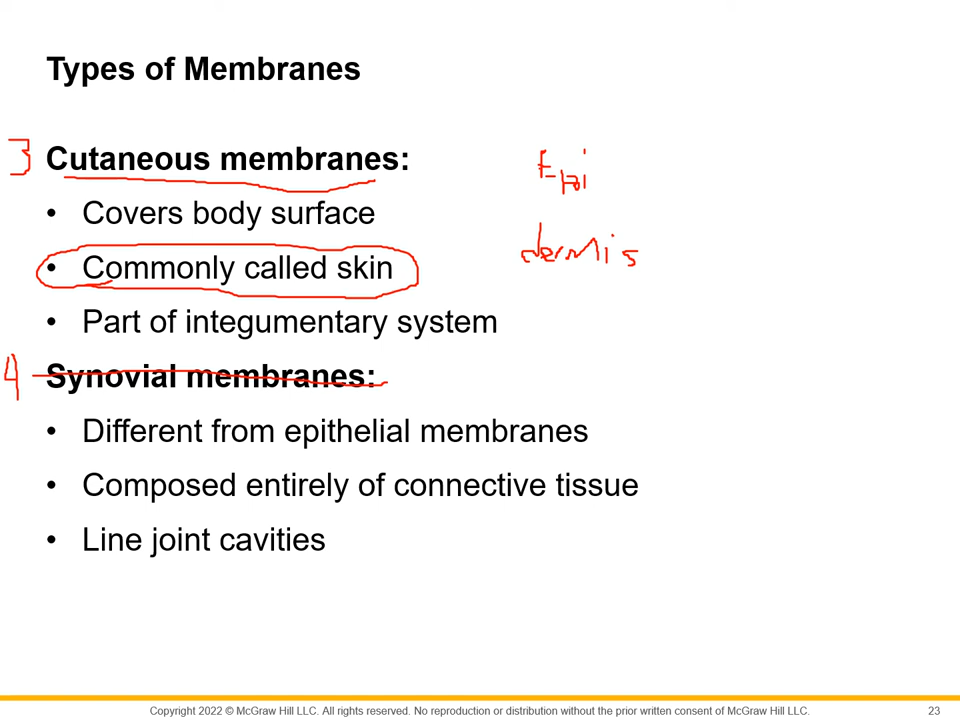 Types of Membranes
3 Cutaneous membranes:
Epi
• Covers body surface
dermis
• Commonly called skin
• Part of integumentary system
4 Synovial membranes:
• Different from epithelial membranes
• Composed entirely of connective tissue
• Line joint cavities
Copyright 2022 © McGraw Hill LLC. All rights reserved. No reproduction or distribution without the prior written consent of McGraw Hill LLC. 23